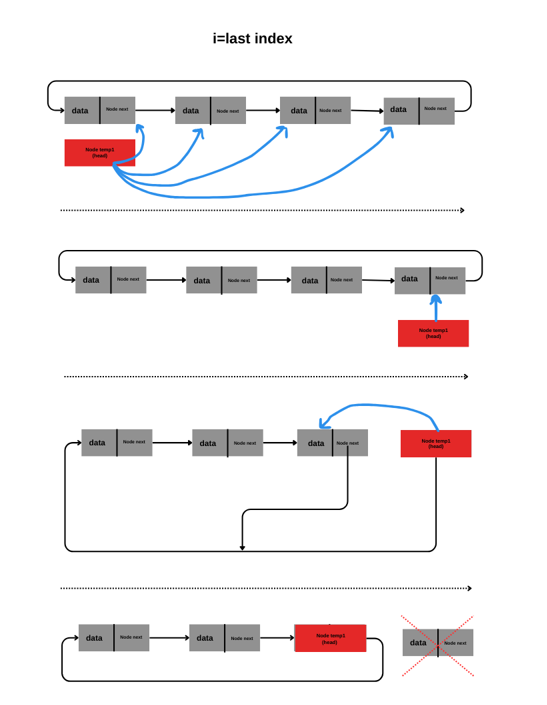 i=last index
data Node next data Node next data Node next data Node next
Node temp1
(head)
data Node next data Node next data Node next data Node next
Node temp1
(head)
data Node next data Node next data Node next
Node temp1
(head)
data Node next data Node next
Node temp1
(head)
data Node next